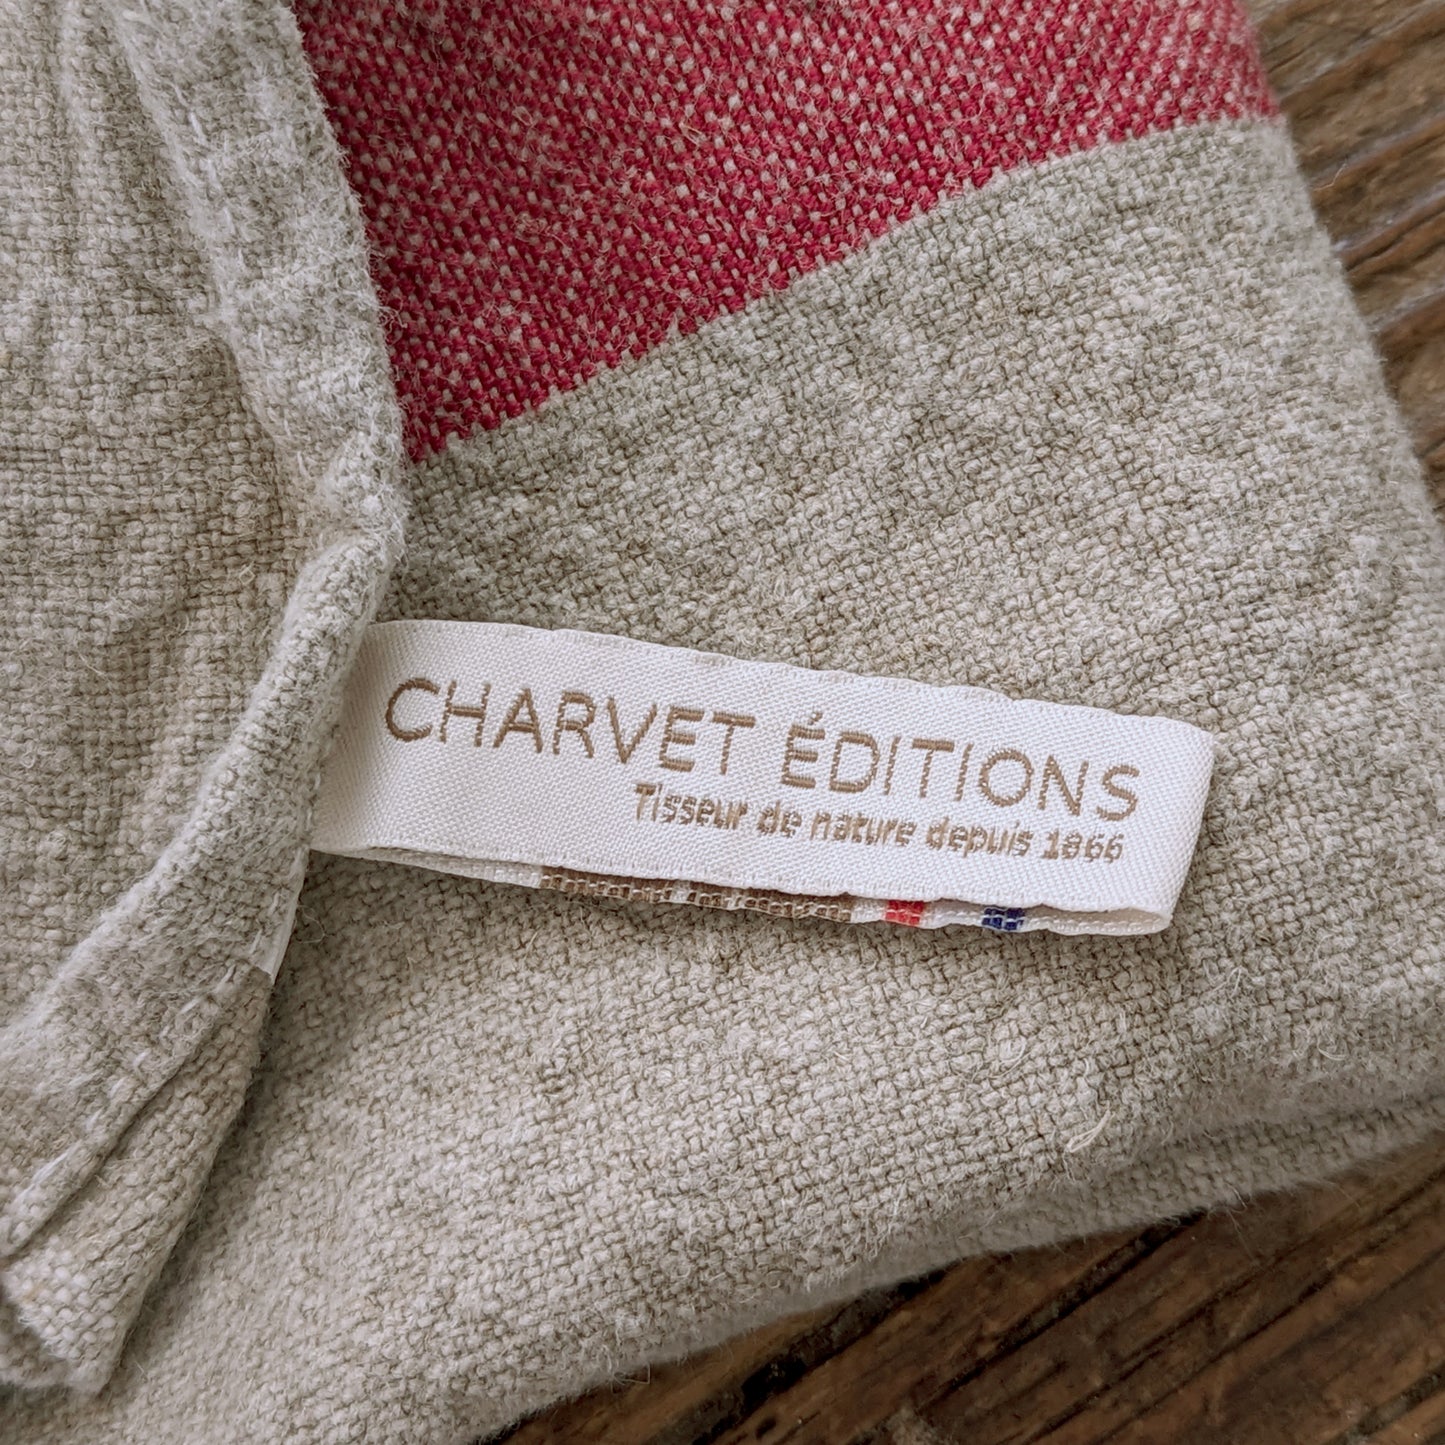 CHARVET ÉDITIONS
Tisseur de nature depuis 1866